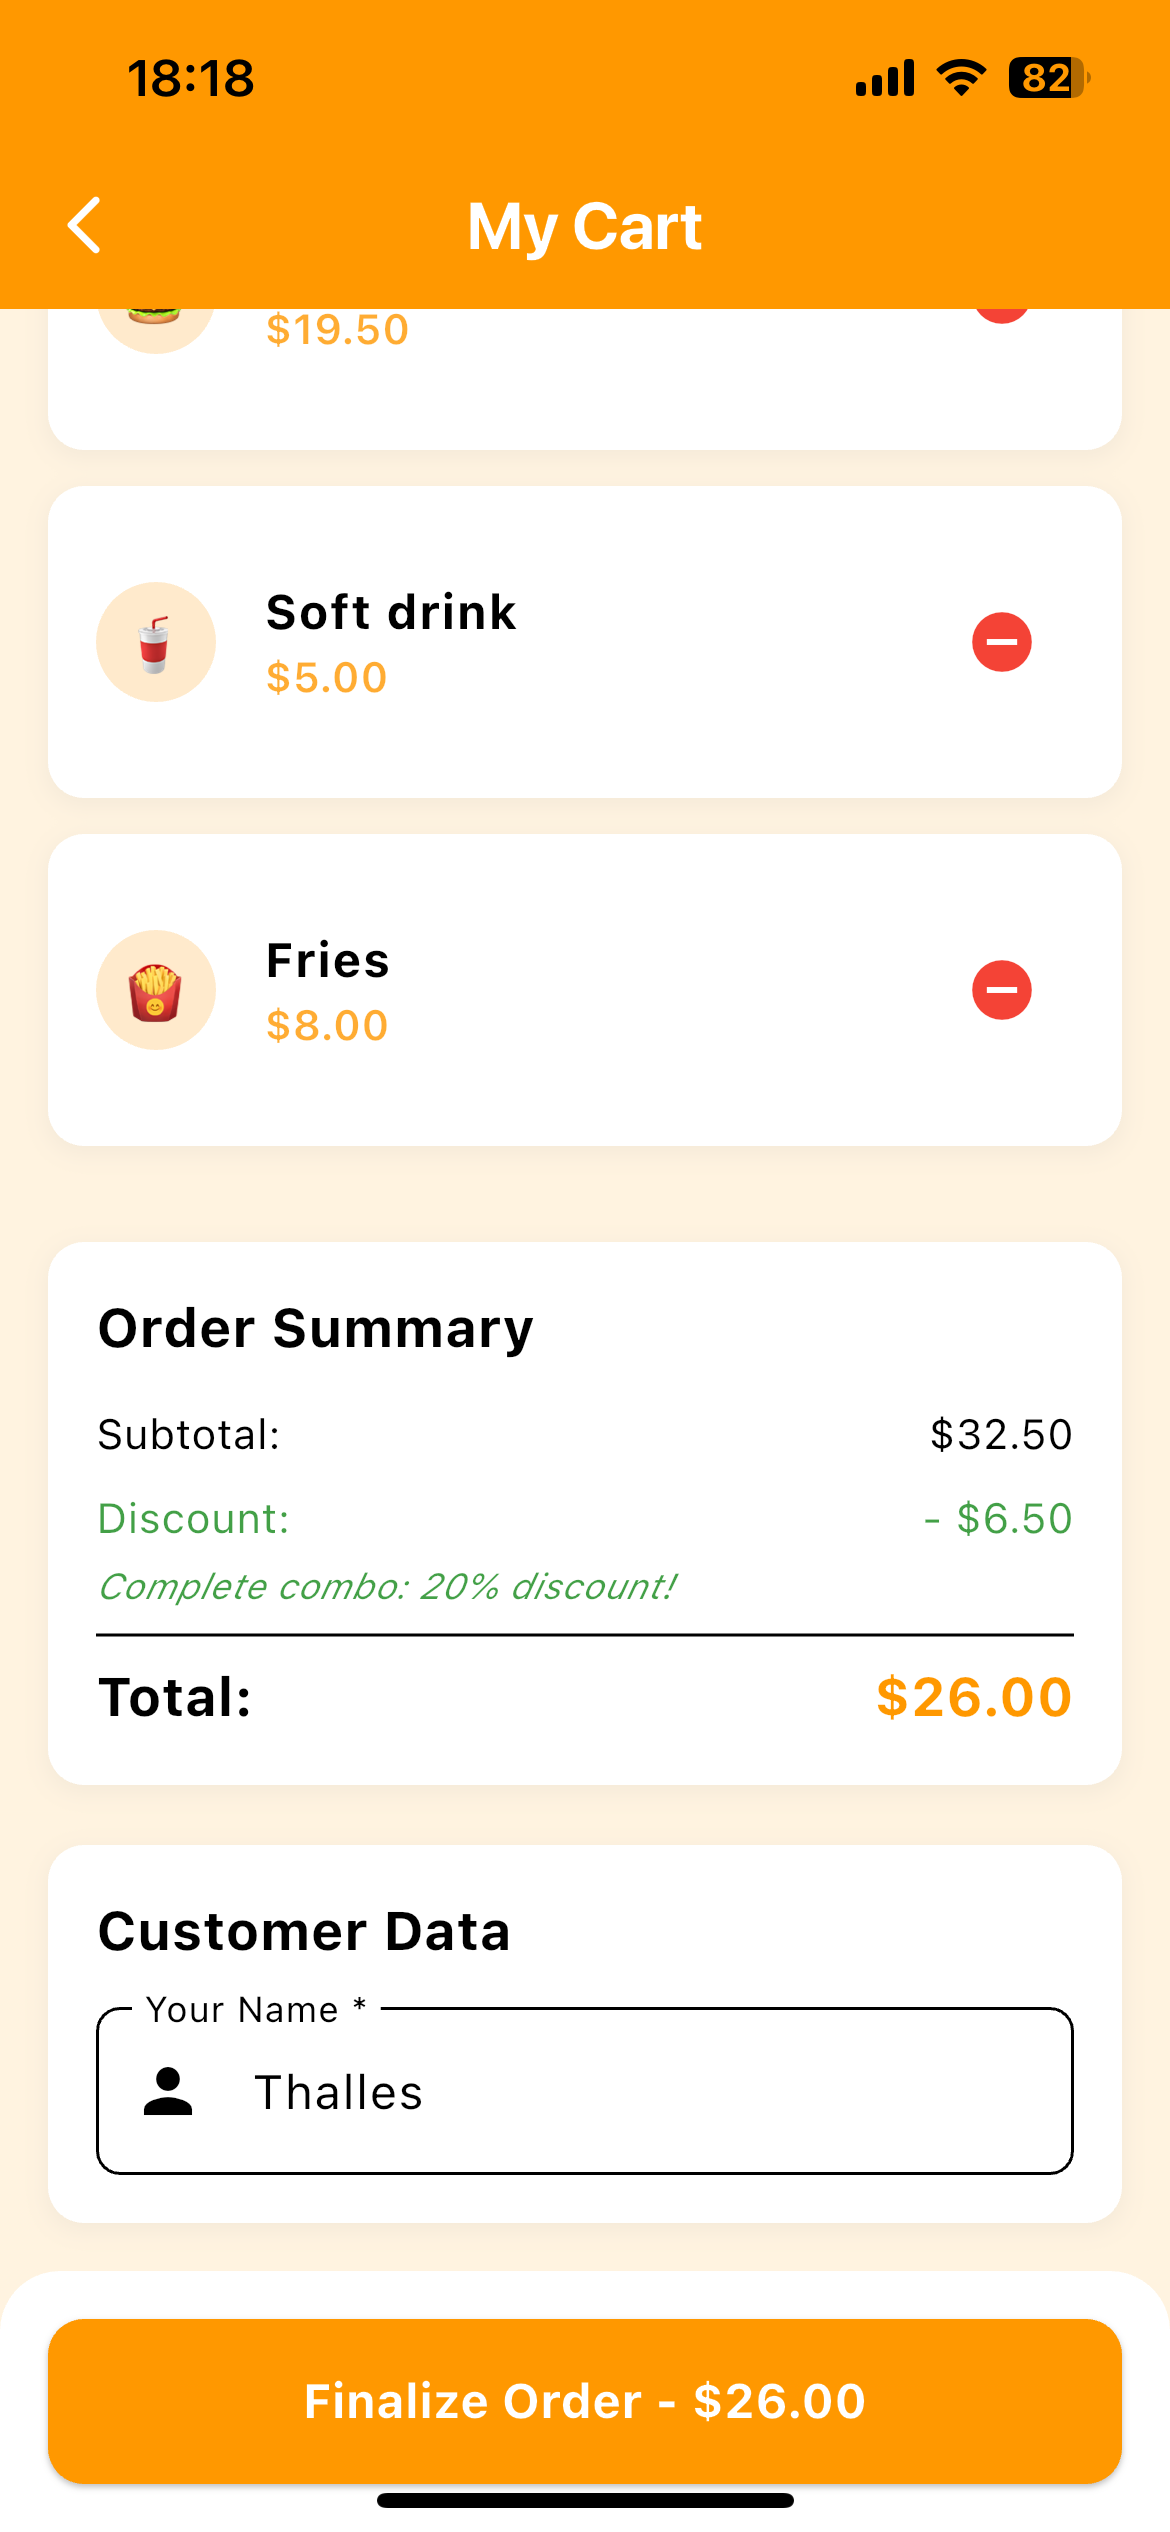 18:18
82
My Cart
$19.50
Soft drink
$5.00
Fries
$8.00
Order Summary
Subtotal: $32.50
Discount: - $6.50
Complete combo: 20% discount!
Total: $26.00
Customer Data
Your Name *
Thalles
Finalize Order - $26.00